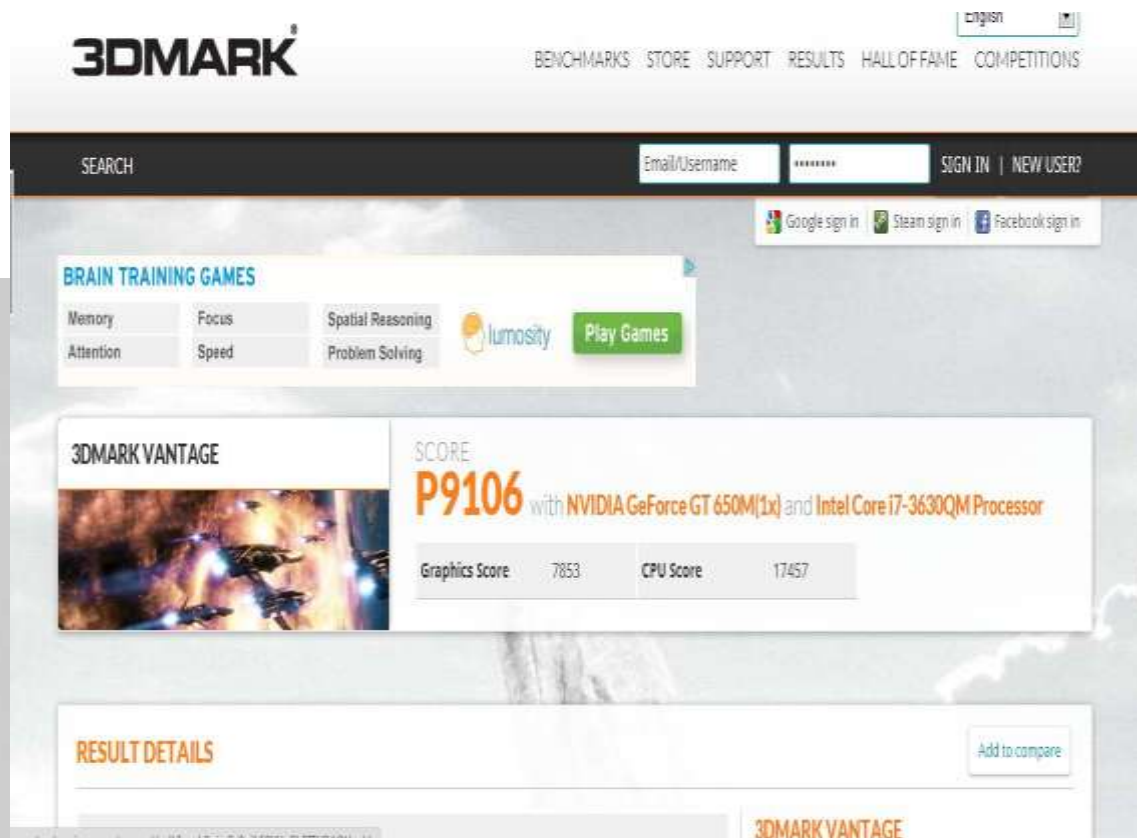 English
3DMARK®
BENCHMARKS STORE SUPPORT RESULTS HALL OF FAME COMPETITIONS
SEARCH
Email/Username
••••••••
SIGN IN | NEW USER?
Google sign in
Steam sign in
Facebook sign in
BRAIN TRAINING GAMES
Memory Focus Spatial Reasoning
Attention Speed Problem Solving
lumosity
Play Games
3DMARK VANTAGE
SCORE
P9106 with NVIDIA GeForce GT 650M(1x) and Intel Core i7-3630QM Processor
Graphics Score 7853 CPU Score 17457
RESULT DETAILS
Add to compare
3DMARK VANTAGE